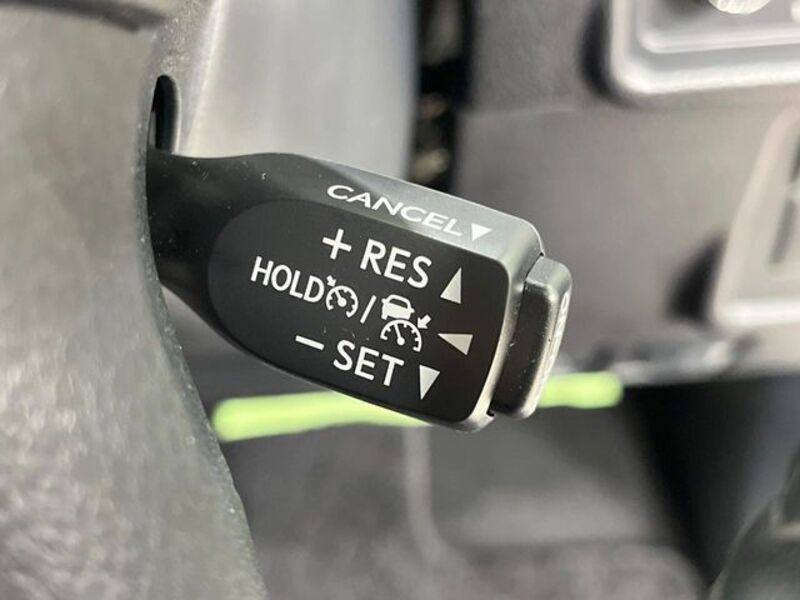 CANCEL▼
+ RES ▲
HOLD / ◀
− SET ▼